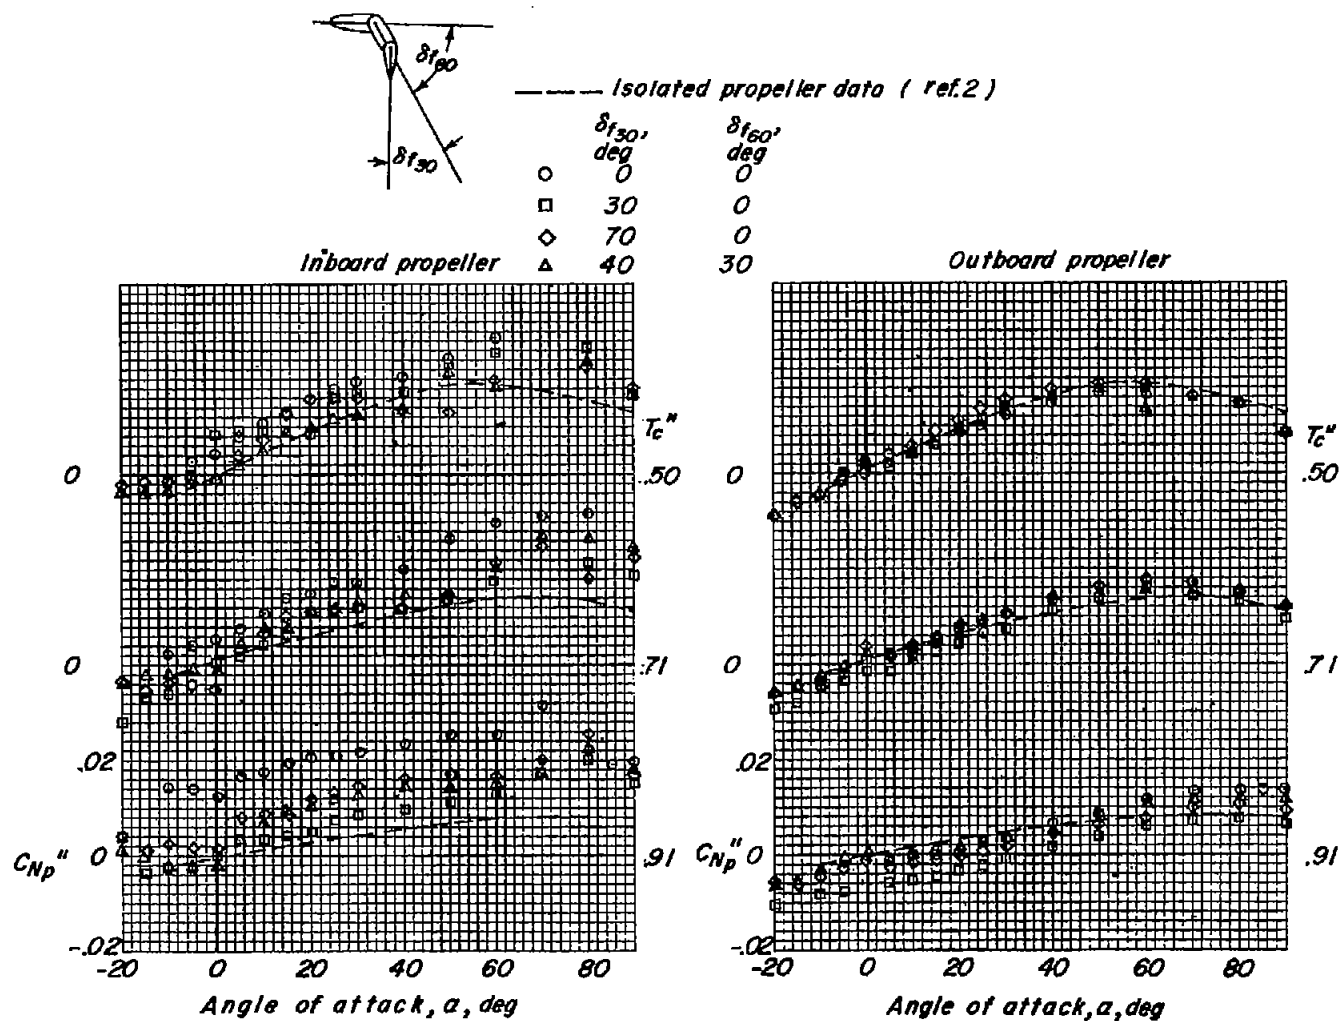 δf60
δf30
Isolated propeller data ( ref.2 )
δf30, deg δf60, deg
0 0
30 0
70 0
40 30
Inboard propeller
Outboard propeller
Tc"
0 .50
0 .71
.02
CNp" 0 .91
-.02
-20 0 20 40 60 80
Angle of attack, α, deg
Tc"
0 .50
0 .71
.02
CNp" 0 .91
-.02
-20 0 20 40 60 80
Angle of attack, α, deg